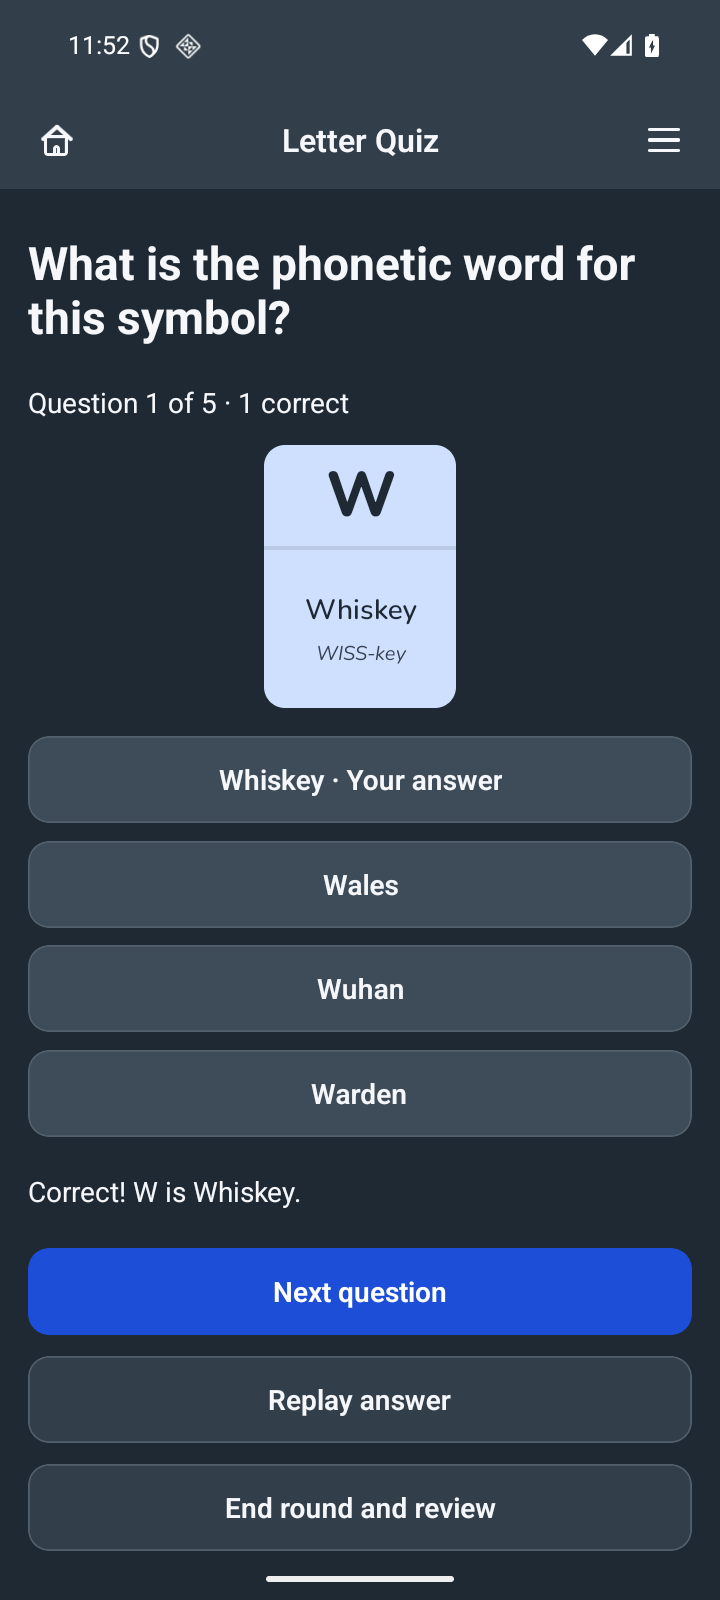 11:52
Letter Quiz
What is the phonetic word for
this symbol?
Question 1 of 5 · 1 correct
W
Whiskey
WISS-key
Whiskey · Your answer
Wales
Wuhan
Warden
Correct! W is Whiskey.
Next question
Replay answer
End round and review